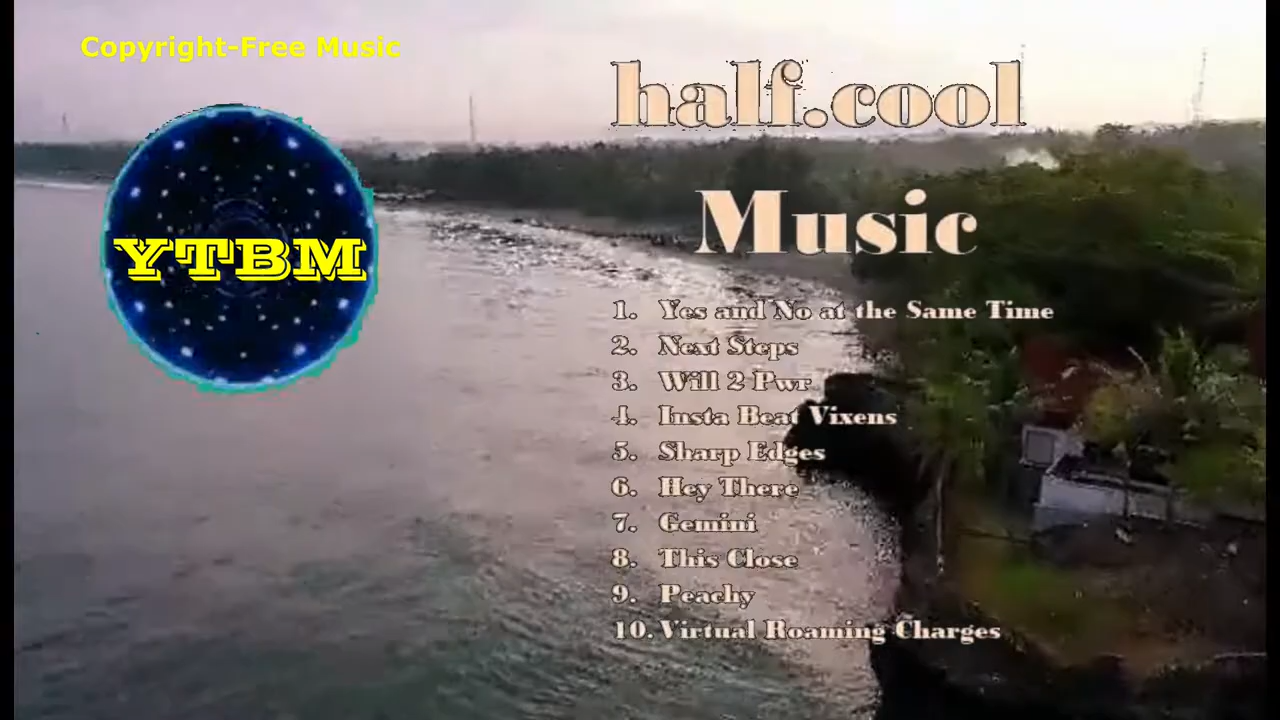 Copyright-Free Music
YTBM
half.cool
Music
1. Yes and No at the Same Time
2. Next Steps
3. Will 2 Pwr
4. Insta Beat Vixens
5. Sharp Edges
6. Hey There
7. Gemini
8. This Close
9. Peachy
10. Virtual Roaming Charges